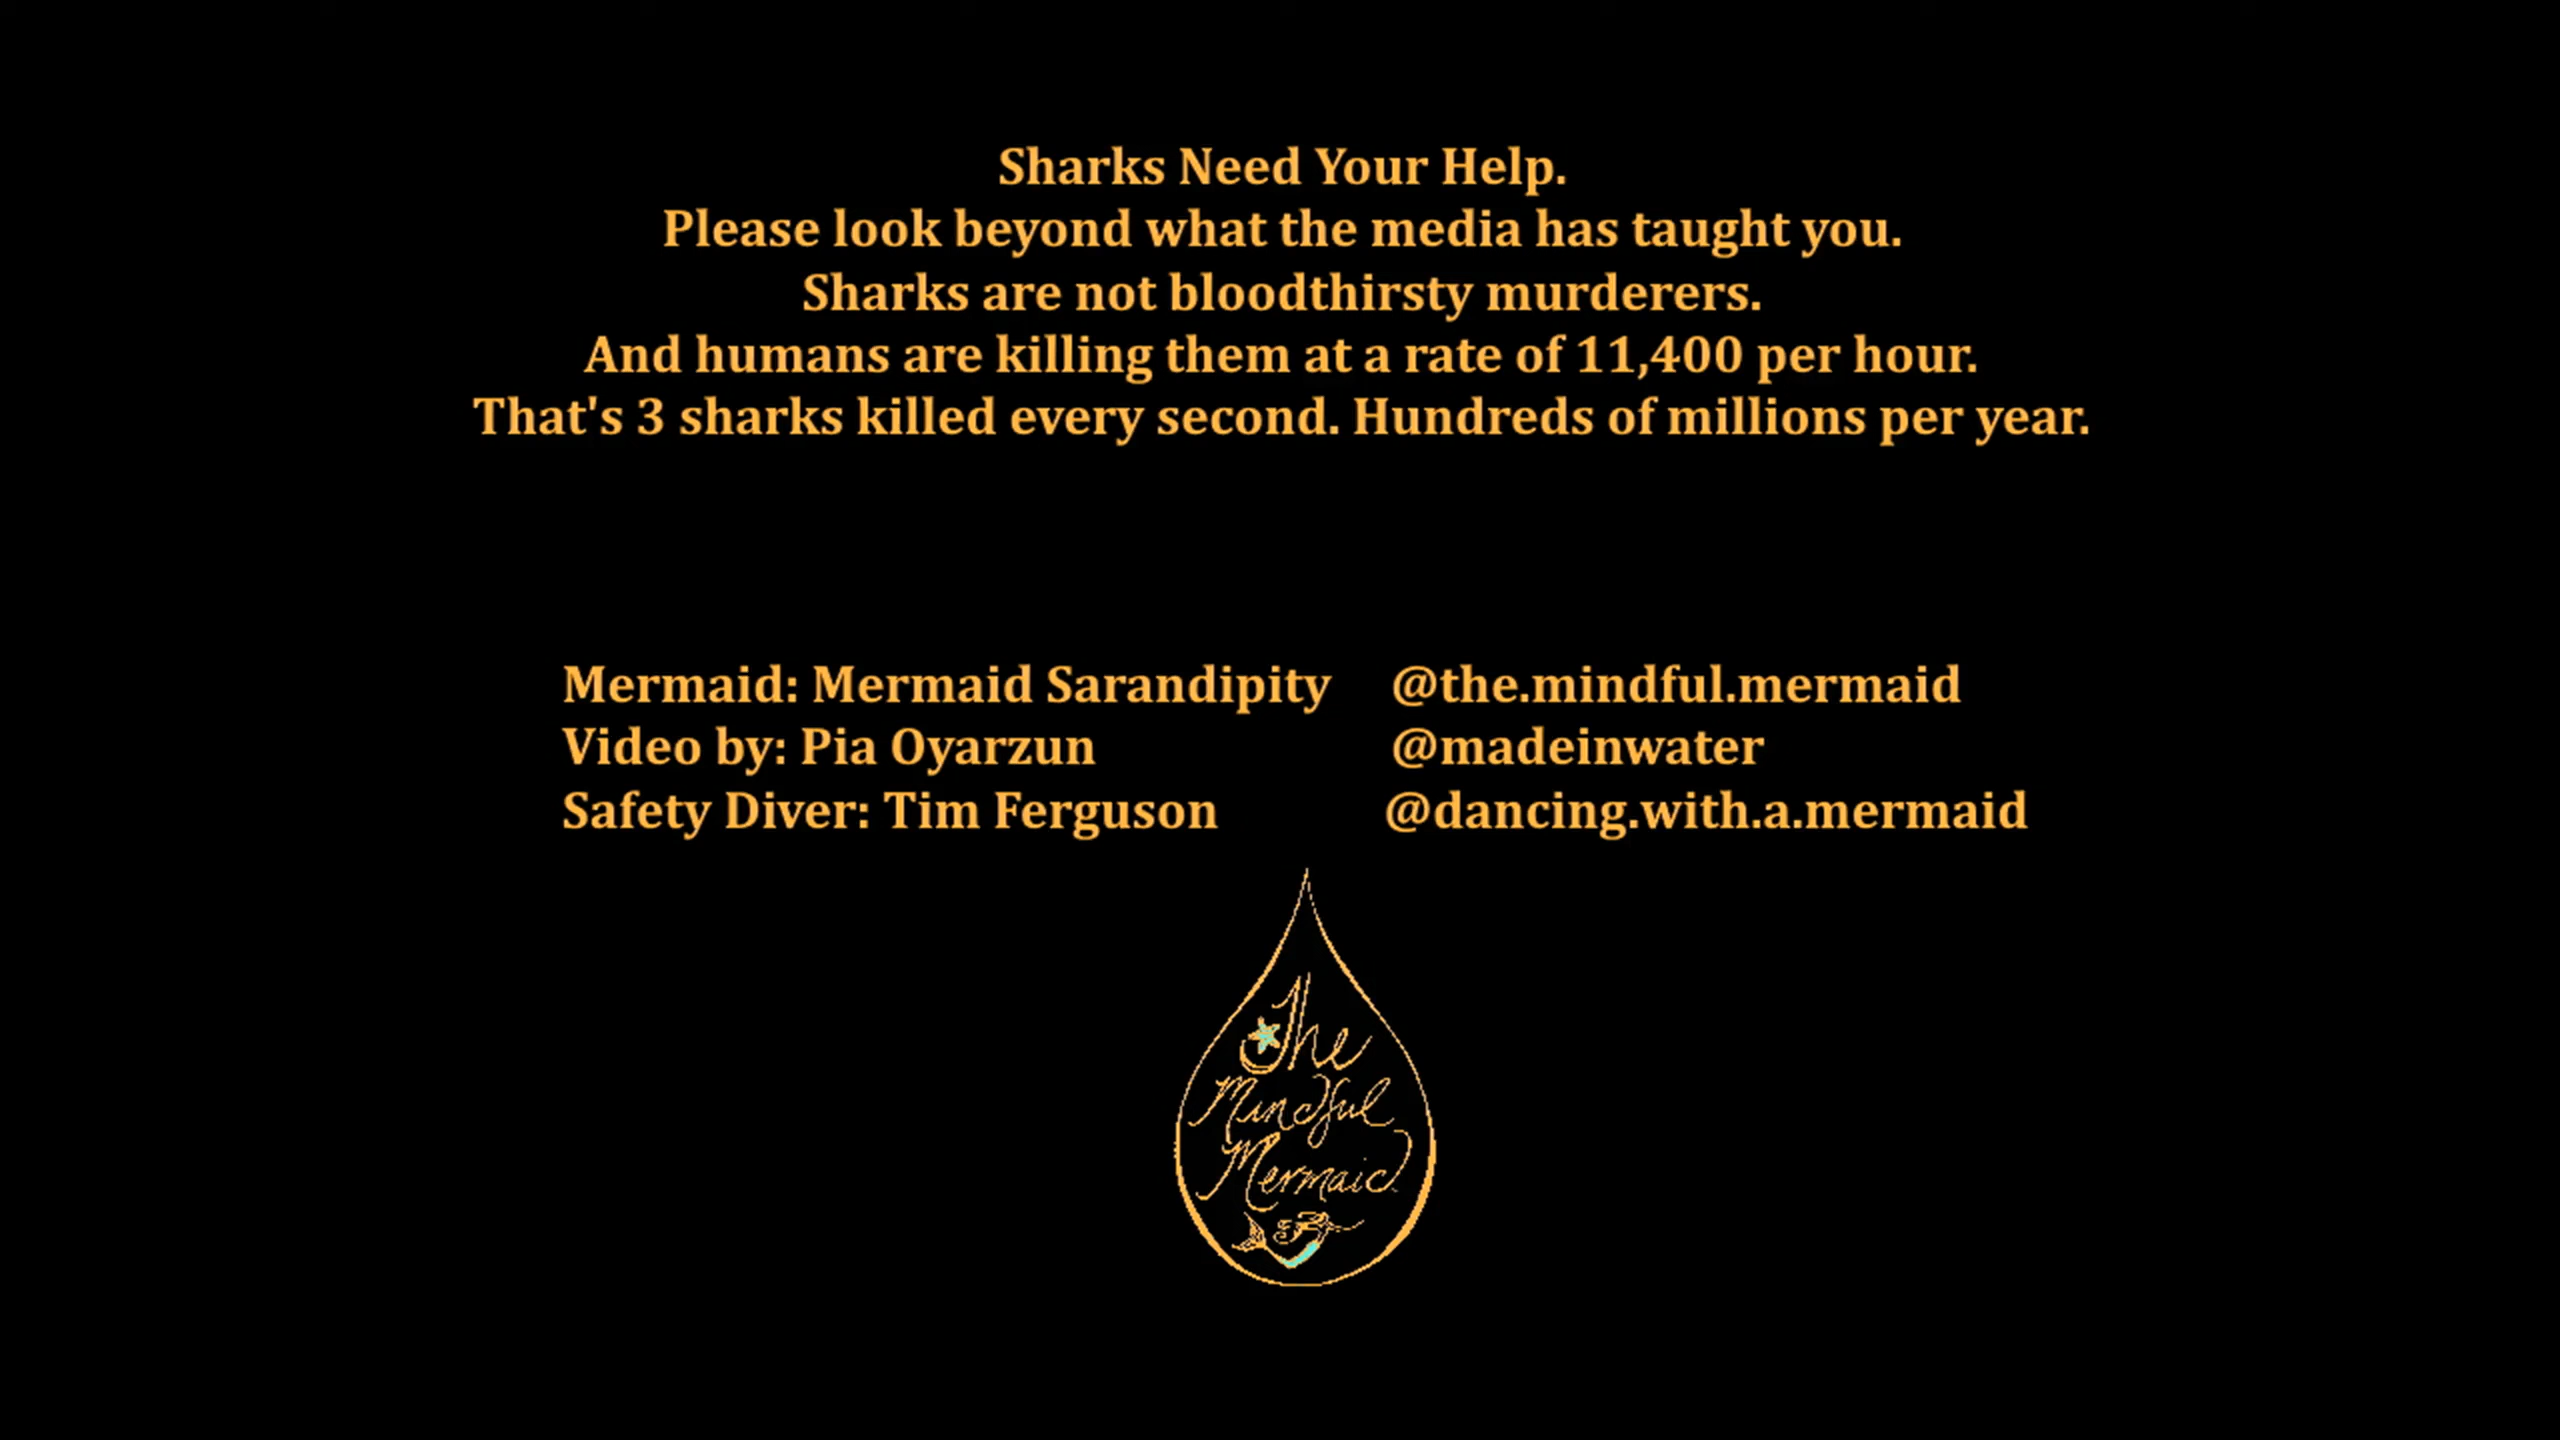 Sharks Need Your Help.
Please look beyond what the media has taught you.
Sharks are not bloodthirsty murderers.
And humans are killing them at a rate of 11,400 per hour.
That's 3 sharks killed every second. Hundreds of millions per year.
Mermaid: Mermaid Sarandipity @the.mindful.mermaid
Video by: Pia Oyarzun @madeinwater
Safety Diver: Tim Ferguson @dancing.with.a.mermaid
The
Mindful
Mermaid